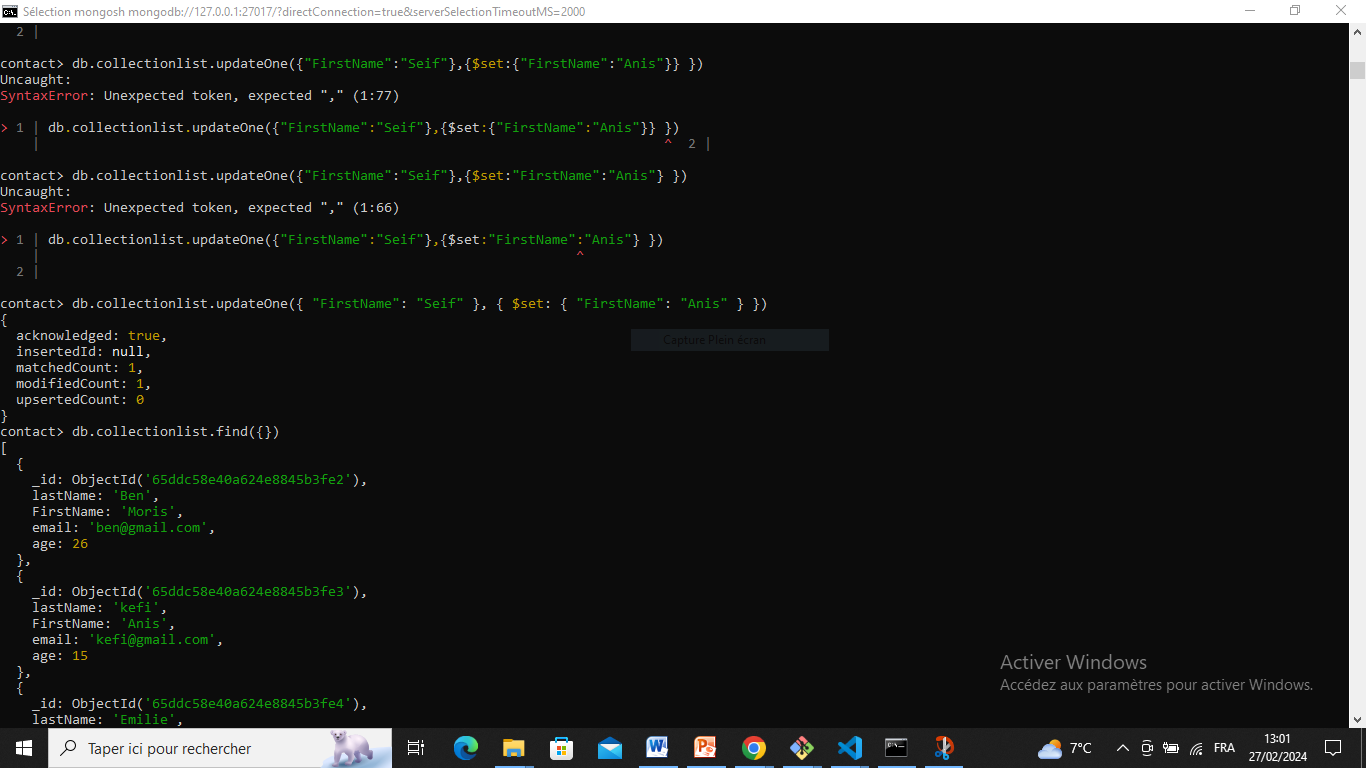 Sélection mongosh mongodb://127.0.0.1:27017/?directConnection=true&serverSelectionTimeoutMS=2000
2 |
contact> db.collectionlist.updateOne({"FirstName":"Seif"},{$set:{"FirstName":"Anis"}} })
Uncaught:
SyntaxError: Unexpected token, expected "," (1:77)
> 1 | db.collectionlist.updateOne({"FirstName":"Seif"},{$set:{"FirstName":"Anis"}} })
| ^ 2 |
contact> db.collectionlist.updateOne({"FirstName":"Seif"},{$set:"FirstName":"Anis"} })
Uncaught:
SyntaxError: Unexpected token, expected "," (1:66)
> 1 | db.collectionlist.updateOne({"FirstName":"Seif"},{$set:"FirstName":"Anis"} })
| ^
2 |
contact> db.collectionlist.updateOne({ "FirstName": "Seif" }, { $set: { "FirstName": "Anis" } })
{
acknowledged: true,
insertedId: null,
matchedCount: 1,
modifiedCount: 1,
upsertedCount: 0
}
Capture Plein écran
contact> db.collectionlist.find({})
[
{
_id: ObjectId('65ddc58e40a624e8845b3fe2'),
lastName: 'Ben',
FirstName: 'Moris',
email: 'ben@gmail.com',
age: 26
},
{
_id: ObjectId('65ddc58e40a624e8845b3fe3'),
lastName: 'kefi',
FirstName: 'Anis',
email: 'kefi@gmail.com',
age: 15
},
{
_id: ObjectId('65ddc58e40a624e8845b3fe4'),
lastName: 'Emilie',
Activer Windows
Accédez aux paramètres pour activer Windows.
Taper ici pour rechercher
7°C
FRA
13:01
27/02/2024